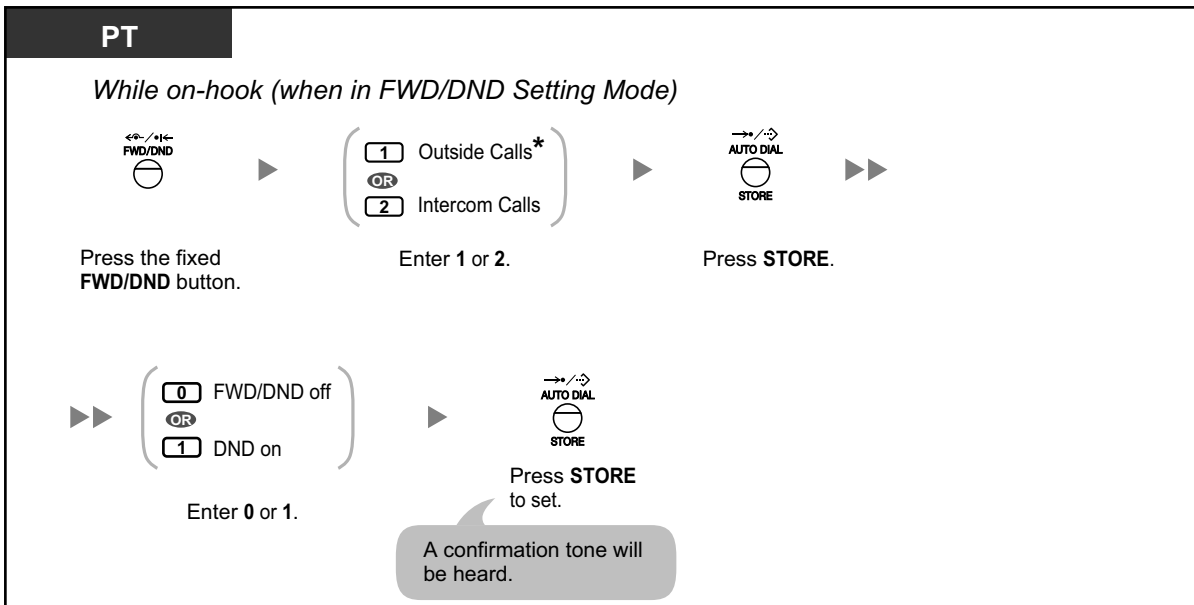 PT
While on-hook (when in FWD/DND Setting Mode)
FWD/DND
1 Outside Calls*
OR
2 Intercom Calls
AUTO DIAL
STORE
Press the fixed
FWD/DND button.
Enter 1 or 2.
Press STORE.
0 FWD/DND off
OR
1 DND on
AUTO DIAL
STORE
Enter 0 or 1.
Press STORE
to set.
A confirmation tone will
be heard.